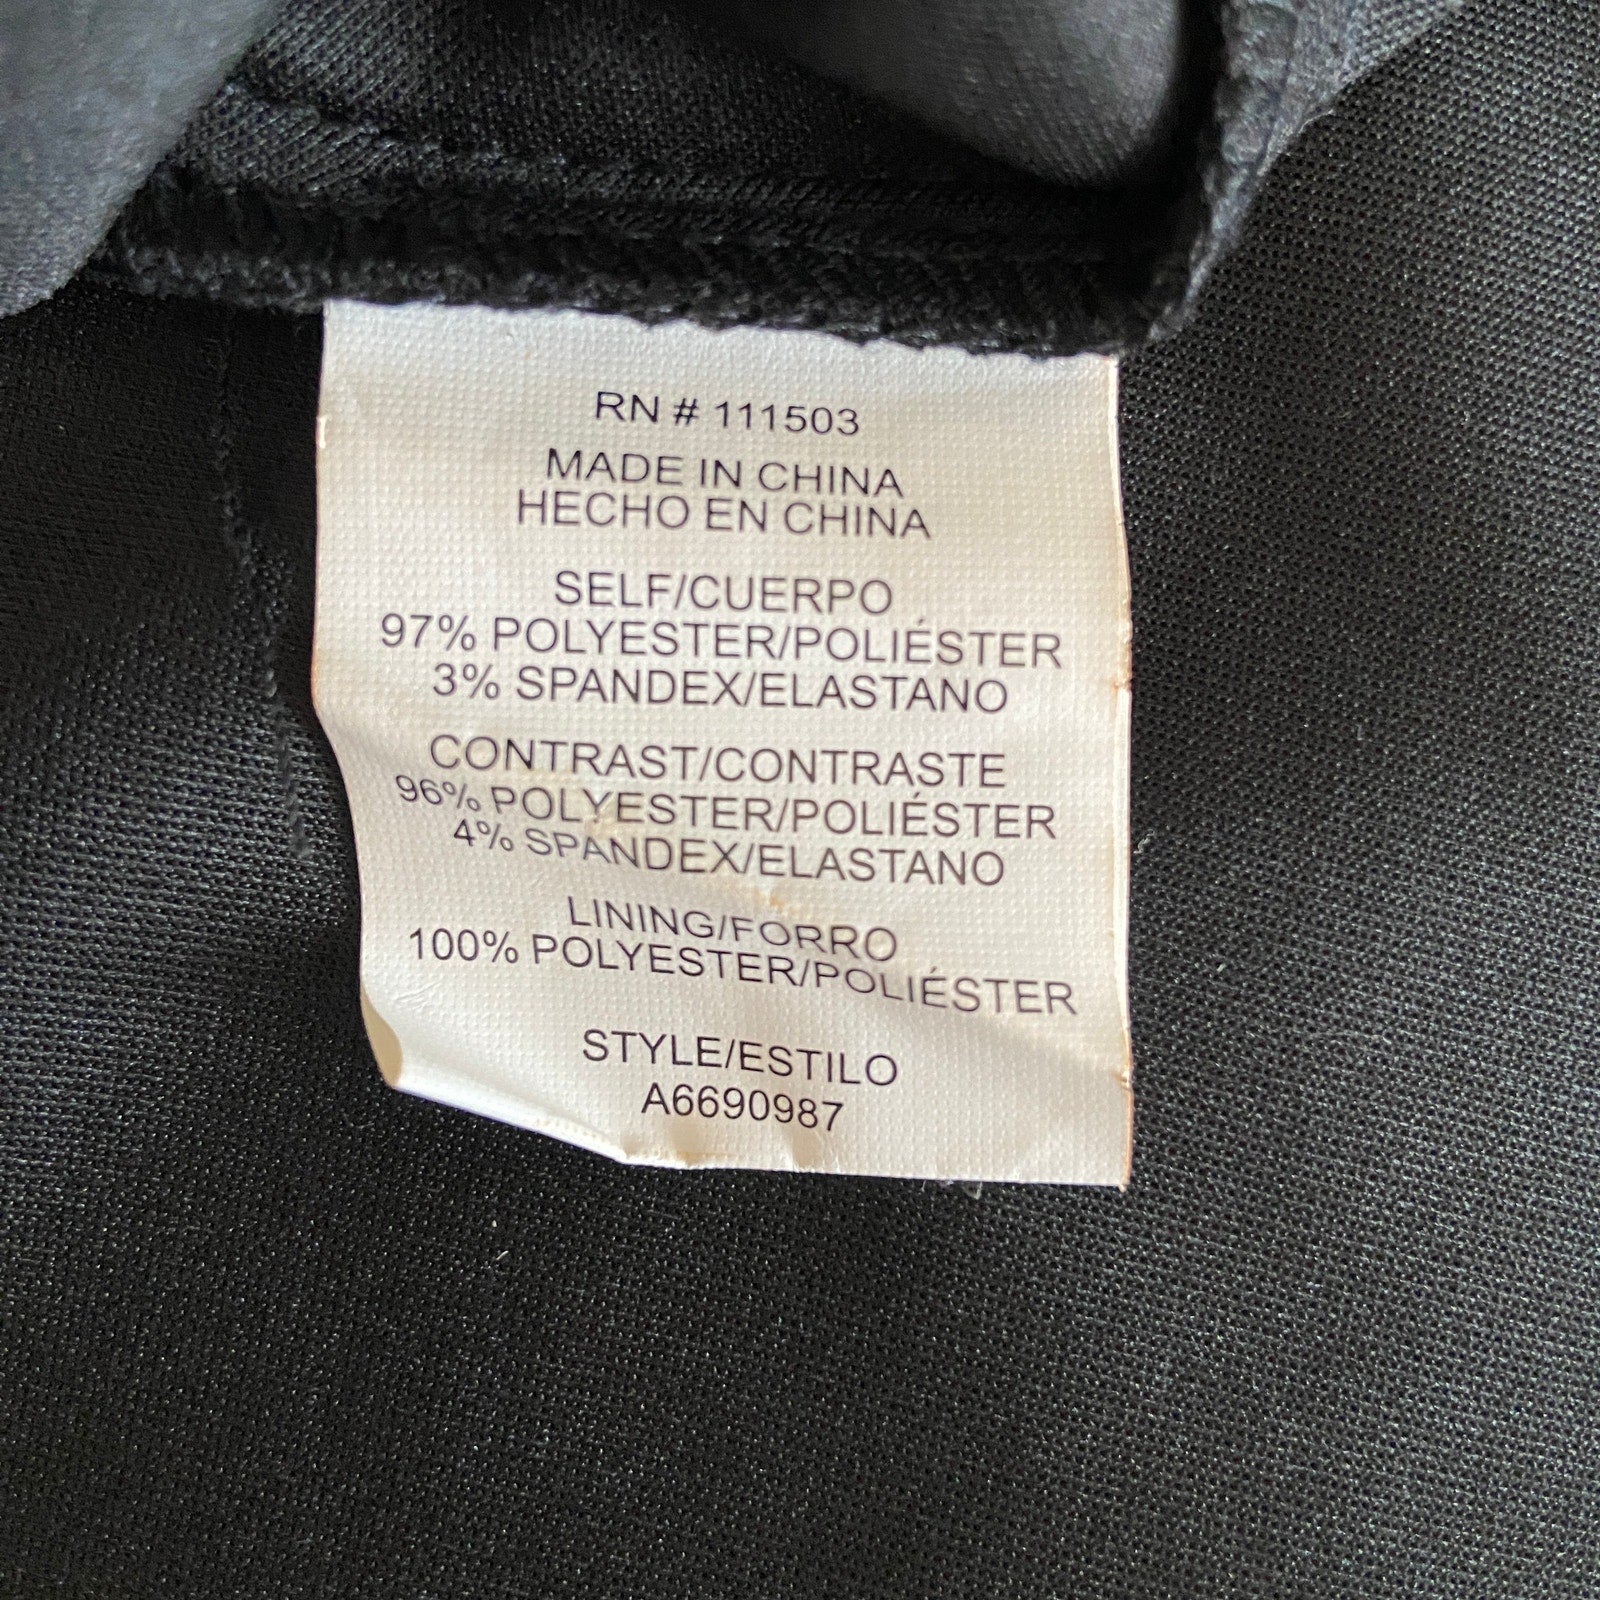 RN # 111503
MADE IN CHINA
HECHO EN CHINA
SELF/CUERPO
97% POLYESTER/POLIÉSTER
3% SPANDEX/ELASTANO
CONTRAST/CONTRASTE
96% POLYESTER/POLIÉSTER
4% SPANDEX/ELASTANO
LINING/FORRO
100% POLYESTER/POLIÉSTER
STYLE/ESTILO
A6690987